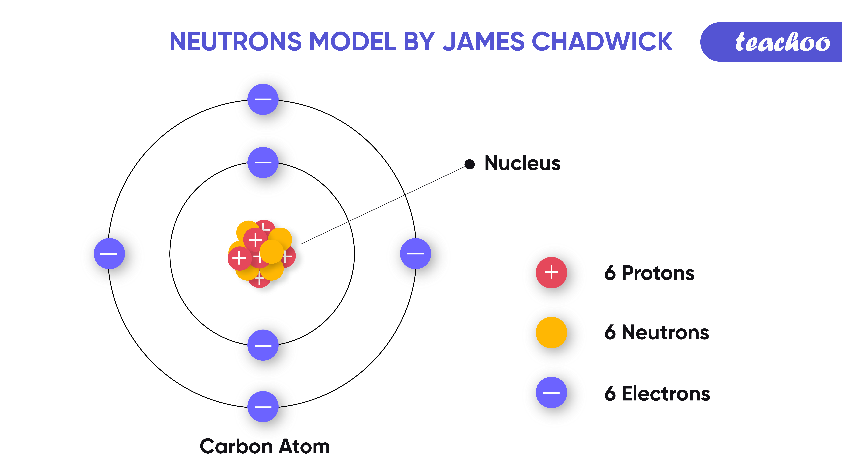 NEUTRONS MODEL BY JAMES CHADWICK
teachoo
Nucleus
6 Protons
6 Neutrons
6 Electrons
Carbon Atom